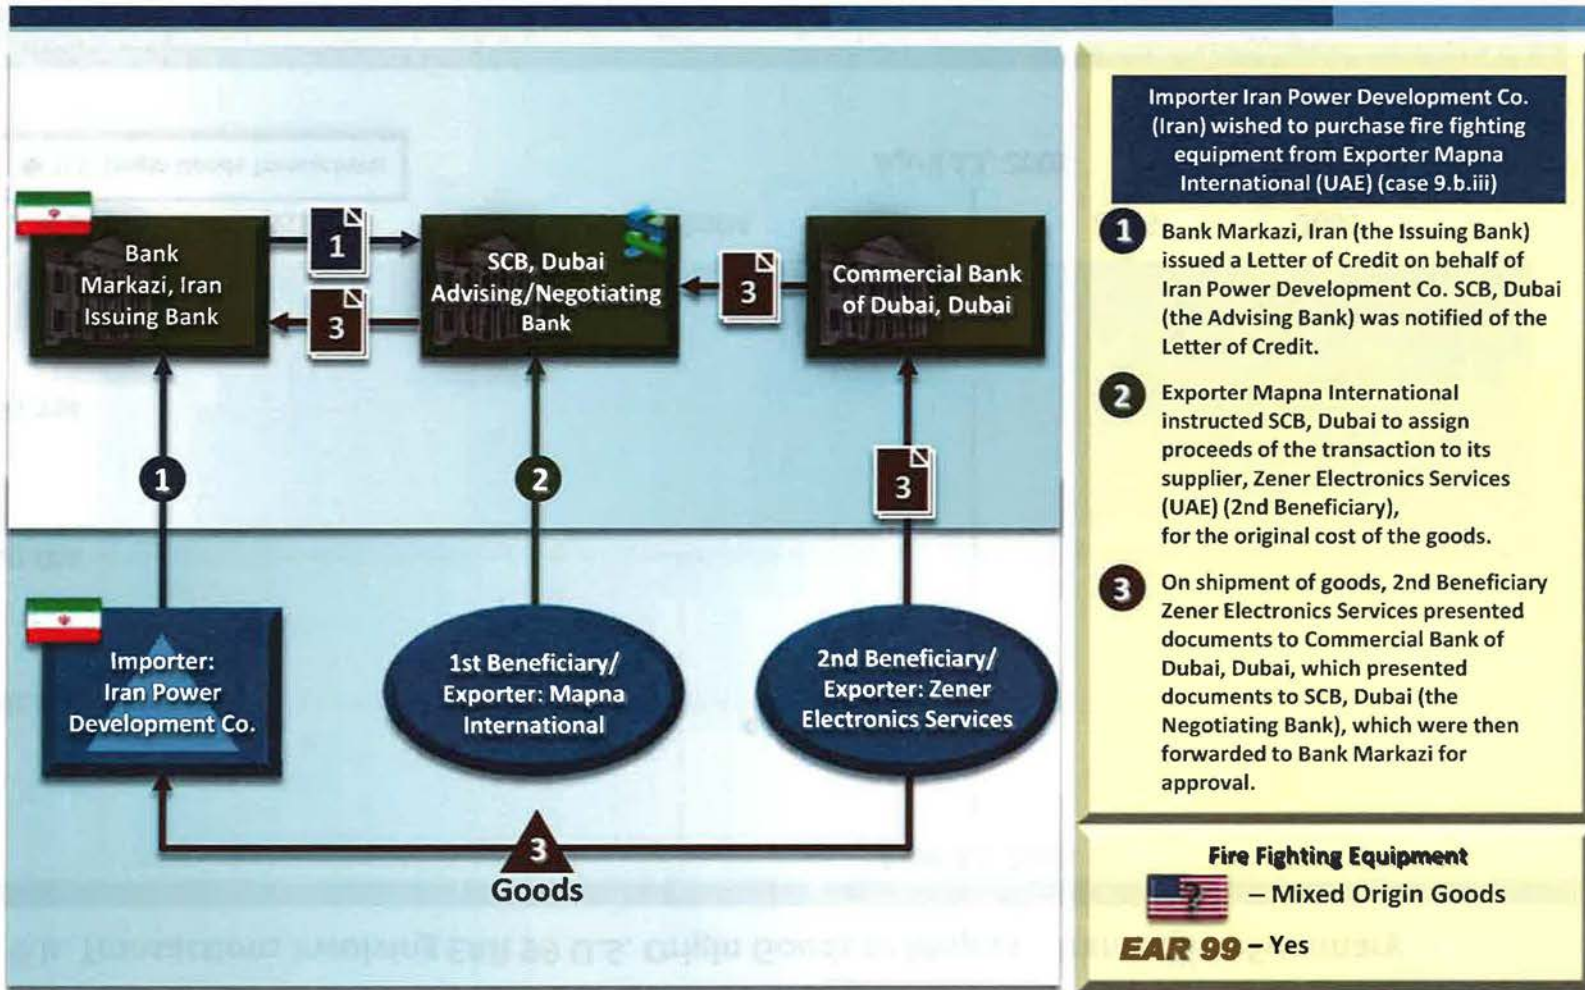 Importer Iran Power Development Co.
(Iran) wished to purchase fire fighting
equipment from Exporter Mapna
International (UAE) (case 9.b.iii)
1
Bank Markazi, Iran (the Issuing Bank)
issued a Letter of Credit on behalf of
Iran Power Development Co. SCB, Dubai
(the Advising Bank) was notified of the
Letter of Credit.
2
Exporter Mapna International
instructed SCB, Dubai to assign
proceeds of the transaction to its
supplier, Zener Electronics Services
(UAE) (2nd Beneficiary),
for the original cost of the goods.
3
On shipment of goods, 2nd Beneficiary
Zener Electronics Services presented
documents to Commercial Bank of
Dubai, Dubai, which presented
documents to SCB, Dubai (the
Negotiating Bank), which were then
forwarded to Bank Markazi for
approval.
Bank
Markazi, Iran
Issuing Bank
1
3
SCB, Dubai
Advising/Negotiating
Bank
3
Commercial Bank
of Dubai, Dubai
1
2
3
Importer:
Iran Power
Development Co.
1st Beneficiary/
Exporter: Mapna
International
2nd Beneficiary/
Exporter: Zener
Electronics Services
3
Goods
Fire Fighting Equipment
? – Mixed Origin Goods
EAR 99 – Yes